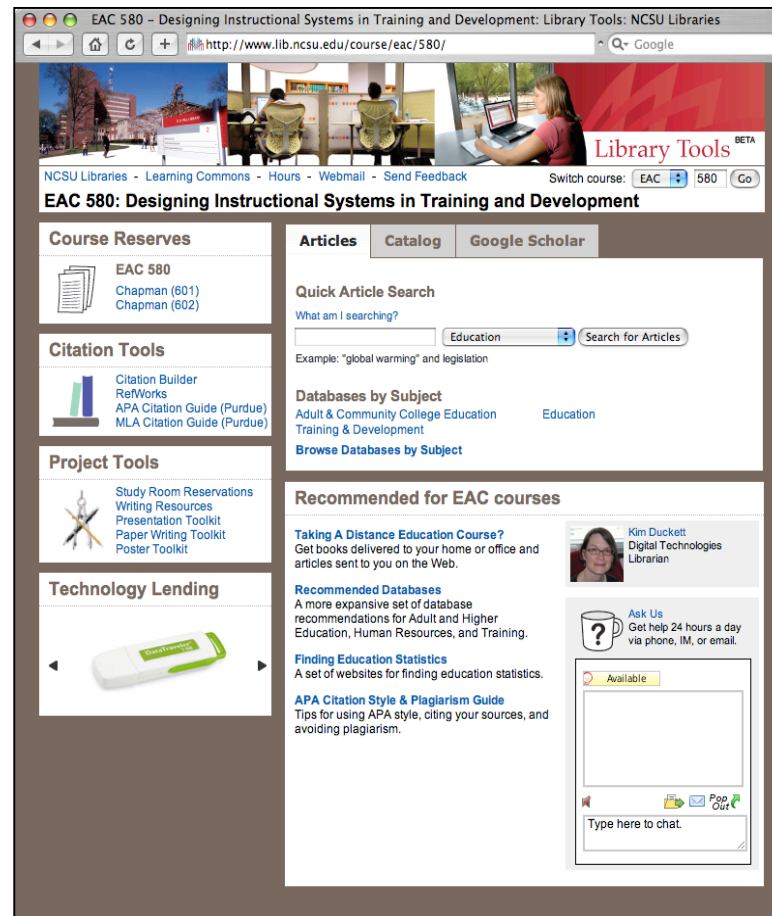 EAC 580 – Designing Instructional Systems in Training and Development: Library Tools: NCSU Libraries
http://www.lib.ncsu.edu/course/eac/580/
Google
Library Tools BETA
NCSU Libraries - Learning Commons - Hours - Webmail - Send Feedback
Switch course: EAC 580 Go
EAC 580: Designing Instructional Systems in Training and Development
Course Reserves
EAC 580
Chapman (601)
Chapman (602)
Citation Tools
Citation Builder
RefWorks
APA Citation Guide (Purdue)
MLA Citation Guide (Purdue)
Project Tools
Study Room Reservations
Writing Resources
Presentation Toolkit
Paper Writing Toolkit
Poster Toolkit
Technology Lending
DataTraveler
Articles Catalog Google Scholar
Quick Article Search
What am I searching?
Education Search for Articles
Example: "global warming" and legislation
Databases by Subject
Adult & Community College Education Education
Training & Development
Browse Databases by Subject
Recommended for EAC courses
Taking A Distance Education Course?
Get books delivered to your home or office and
articles sent to you on the Web.
Recommended Databases
A more expansive set of database
recommendations for Adult and Higher
Education, Human Resources, and Training.
Finding Education Statistics
A set of websites for finding education statistics.
APA Citation Style & Plagiarism Guide
Tips for using APA style, citing your sources, and
avoiding plagiarism.
Kim Duckett
Digital Technologies
Librarian
?
Ask Us
Get help 24 hours a day
via phone, IM, or email.
Available
Pop
Out
Type here to chat.